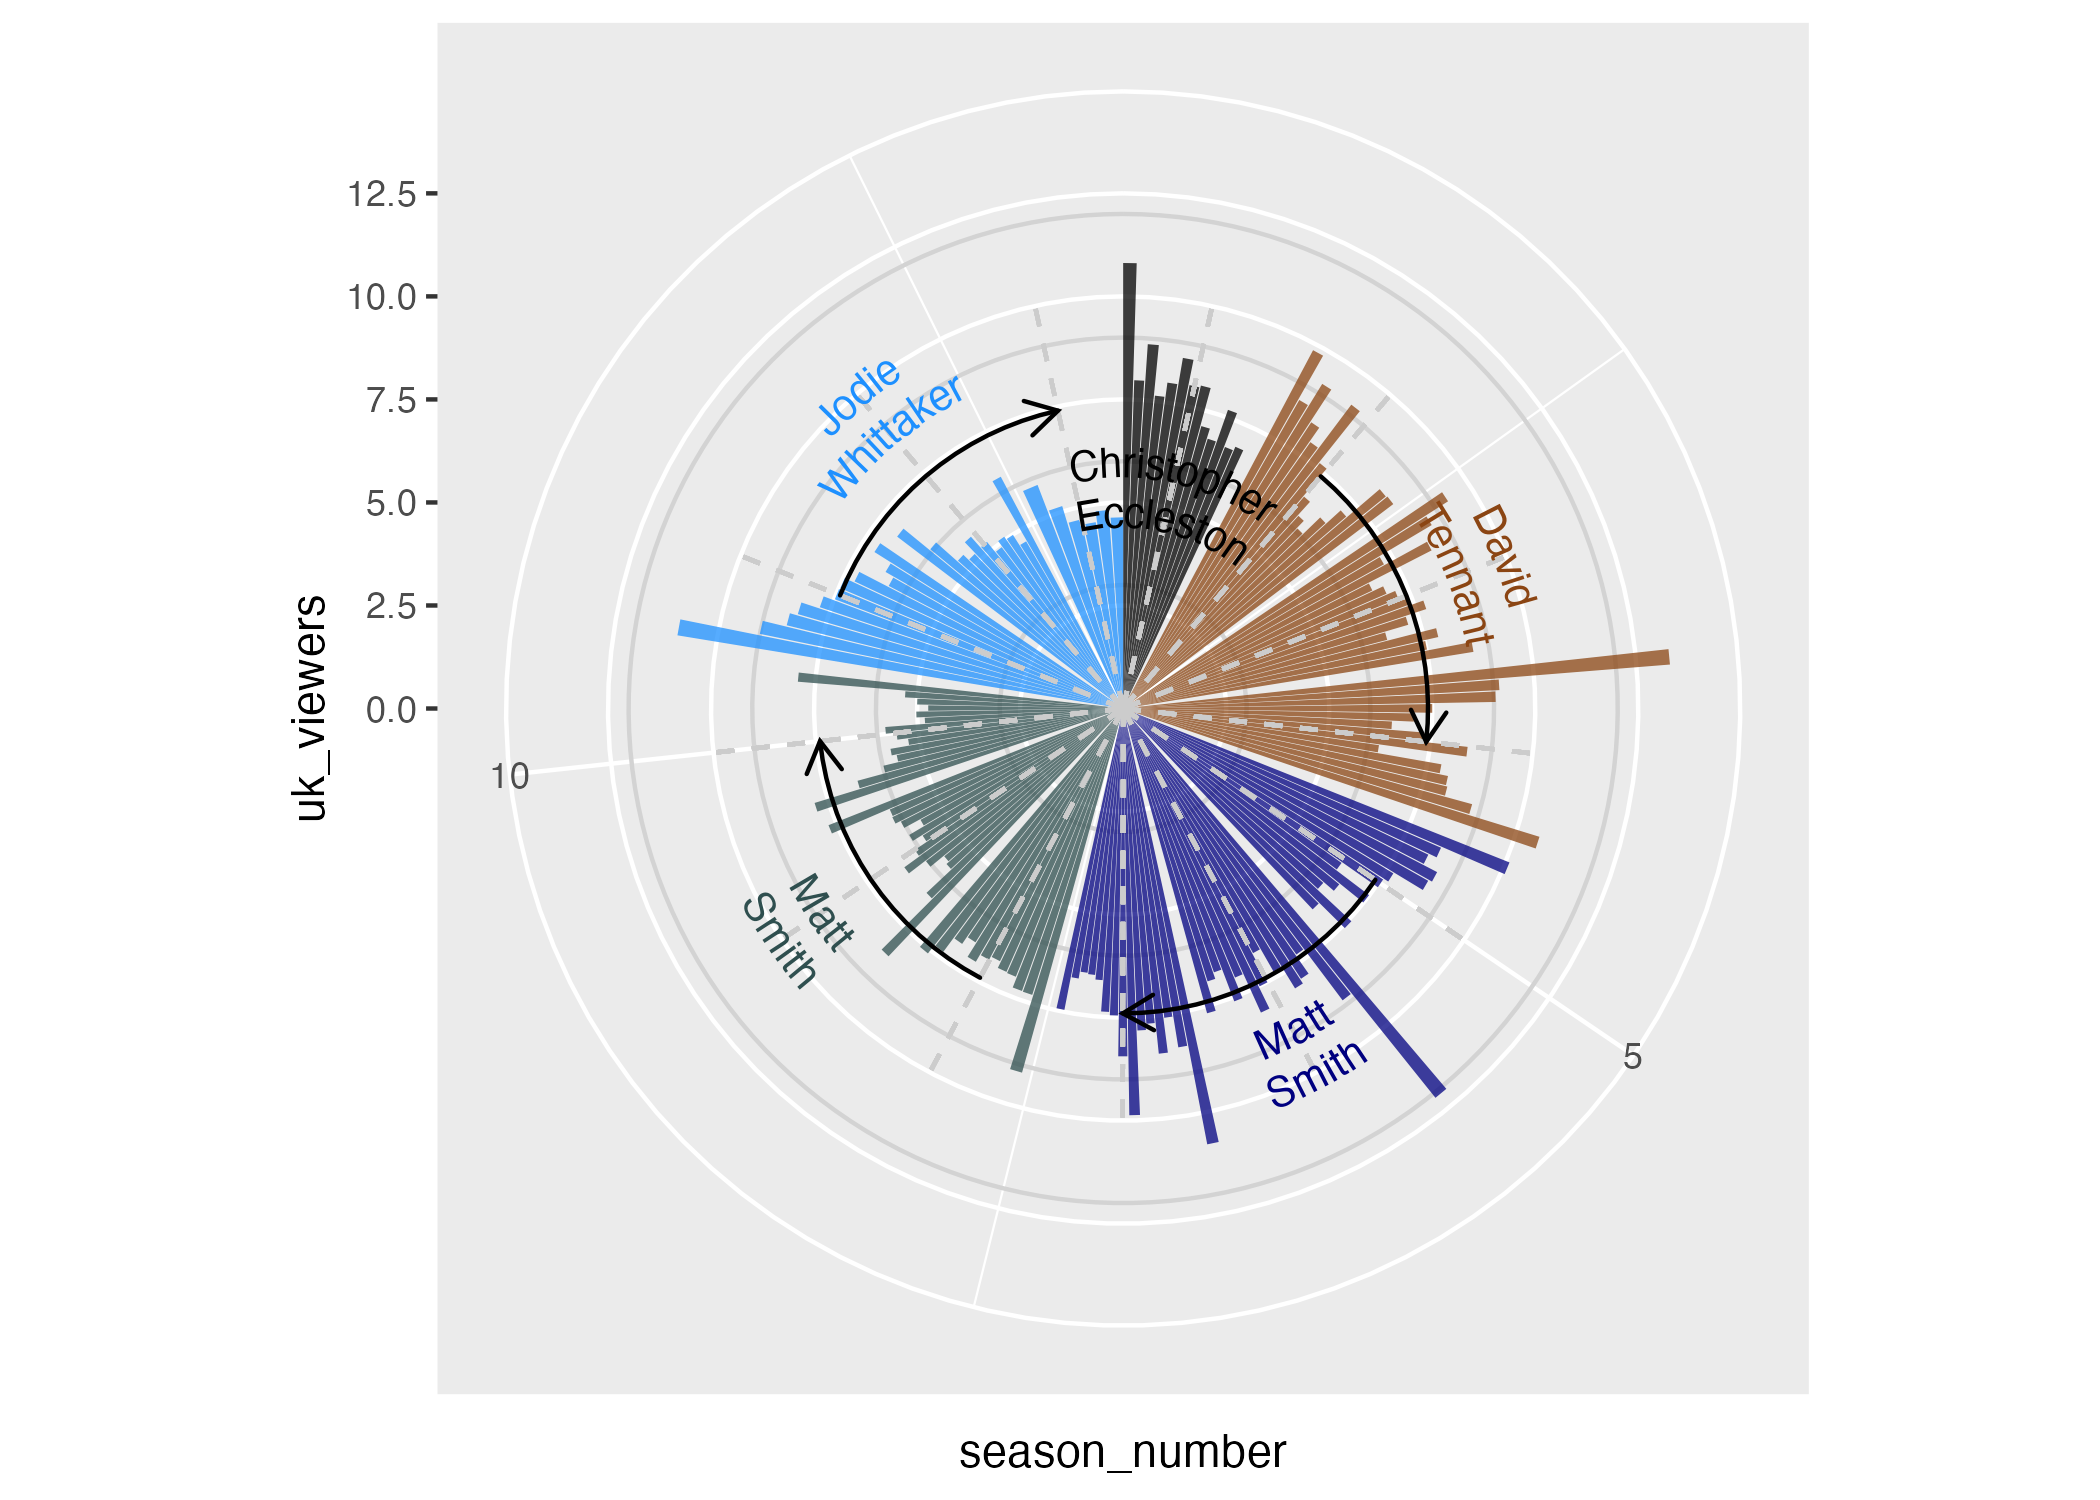 12.5
10.0
7.5
5.0
2.5
0.0
uk_viewers
Jodie
Whittaker
Christopher
Eccleston
David
Tennant
10
5
Matt
Smith
Matt
Smith
season_number